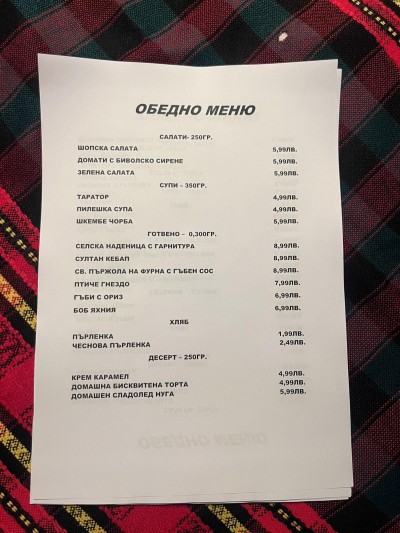 ОБЕДНО МЕНЮ
САЛАТИ- 250ГР.
ШОПСКА САЛАТА 5,99ЛВ.
ДОМАТИ С БИВОЛСКО СИРЕНЕ 5,99ЛВ.
ЗЕЛЕНА САЛАТА 5,99ЛВ.
СУПИ – 350ГР.
ТАРАТОР 4,99ЛВ.
ПИЛЕШКА СУПА 4,99ЛВ.
ШКЕМБЕ ЧОРБА 5,99ЛВ.
ГОТВЕНО – 0,300ГР.
СЕЛСКА НАДЕНИЦА С ГАРНИТУРА 8,99ЛВ.
СУЛТАН КЕБАП 8,99ЛВ.
СВ. ПЪРЖОЛА НА ФУРНА С ГЪБЕН СОС 8,99ЛВ.
ПТИЧЕ ГНЕЗДО 7,99ЛВ.
ГЪБИ С ОРИЗ 6,99ЛВ.
БОБ ЯХНИЯ 6,99ЛВ.
ХЛЯБ
ПЪРЛЕНКА 1,99ЛВ.
ЧЕСНОВА ПЪРЛЕНКА 2,49ЛВ.
ДЕСЕРТ – 250ГР.
КРЕМ КАРАМЕЛ 4,99ЛВ.
ДОМАШНА БИСКВИТЕНА ТОРТА 4,99ЛВ.
ДОМАШЕН СЛАДОЛЕД НУГА 5,99ЛВ.